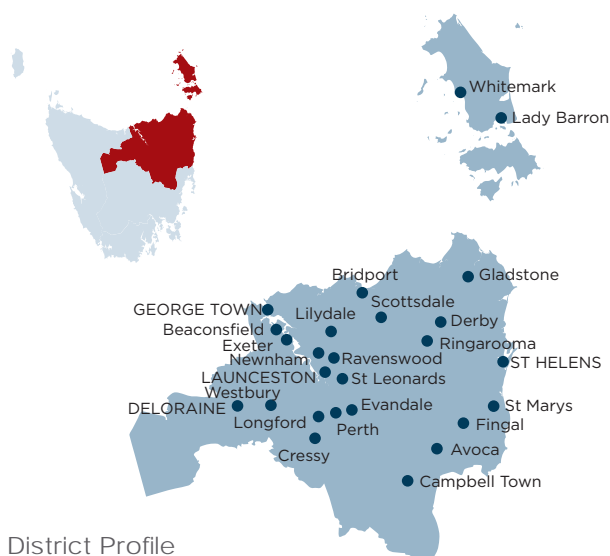 Whitemark
Lady Barron
Bridport
Gladstone
Scottsdale
GEORGE TOWN
Lilydale
Beaconsfield
Derby
Exeter
Ringarooma
Newnham
Ravenswood
ST HELENS
LAUNCESTON
St Leonards
Westbury
DELORAINE
Evandale
St Marys
Longford
Perth
Fingal
Cressy
Avoca
Campbell Town
District Profile